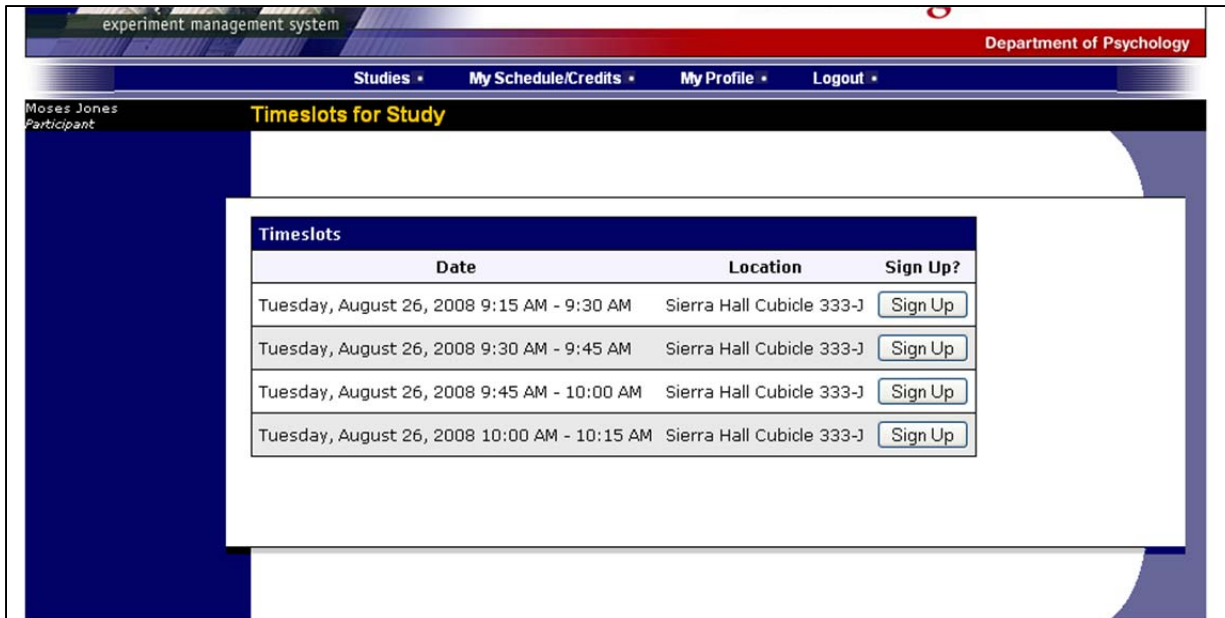 experiment management system
Department of Psychology
Studies My Schedule/Credits My Profile Logout
Moses Jones
Participant
Timeslots for Study
Timeslots
Date Location Sign Up?
Tuesday, August 26, 2008 9:15 AM - 9:30 AM Sierra Hall Cubicle 333-J Sign Up
Tuesday, August 26, 2008 9:30 AM - 9:45 AM Sierra Hall Cubicle 333-J Sign Up
Tuesday, August 26, 2008 9:45 AM - 10:00 AM Sierra Hall Cubicle 333-J Sign Up
Tuesday, August 26, 2008 10:00 AM - 10:15 AM Sierra Hall Cubicle 333-J Sign Up